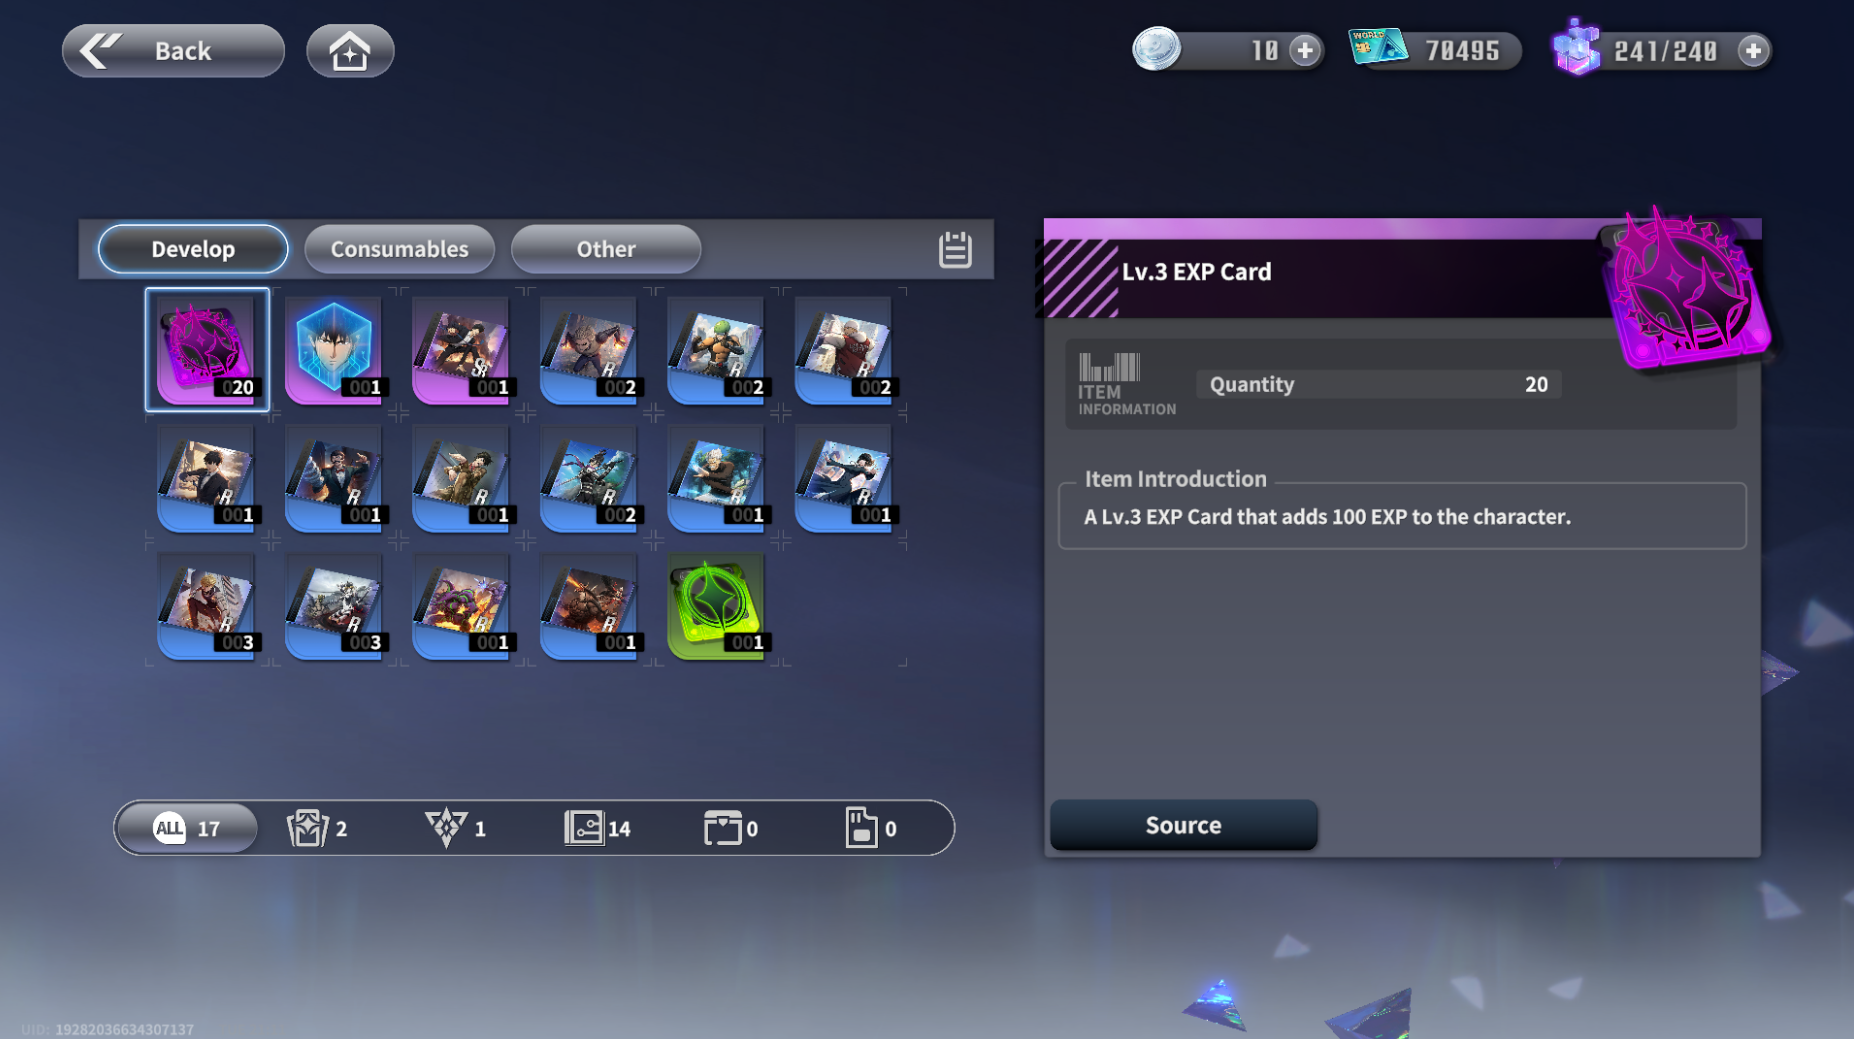 Back
10
WORLD
70495
241/240
Develop
Consumables
Other
020
001
SR
001
R
002
R
002
R
002
R
001
R
001
R
001
R
002
R
001
R
001
R
003
R
003
R
001
R
001
001
ALL 17
2
1
14
0
0
Lv.3 EXP Card
ITEM
INFORMATION
Quantity
20
Item Introduction
A Lv.3 EXP Card that adds 100 EXP to the character.
Source
UID: 19282036634307137